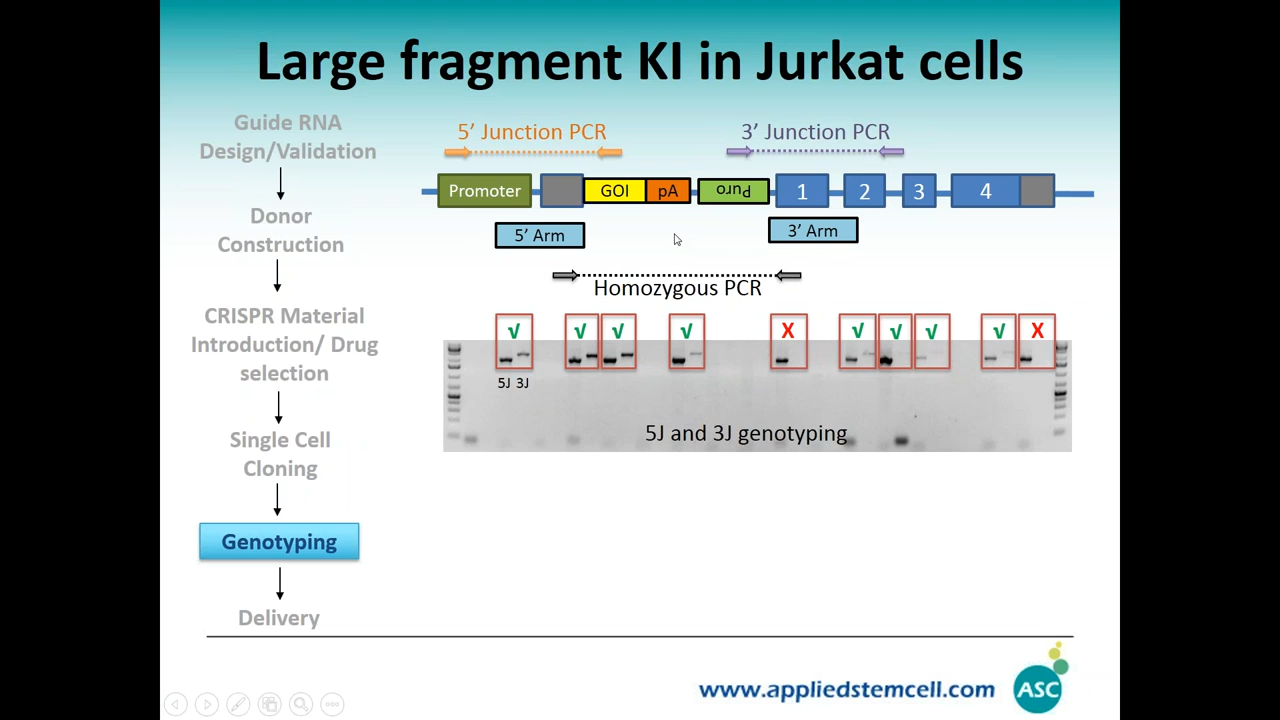 Large fragment KI in Jurkat cells
Guide RNA
Design/Validation
Donor
Construction
CRISPR Material
Introduction/ Drug
selection
Single Cell
Cloning
Genotyping
Delivery
5’ Junction PCR
3’ Junction PCR
Promoter
GOI
pA
Puro
1
2
3
4
5’ Arm
3’ Arm
Homozygous PCR
√ √ √ √ X √ √ √ √ X
5J 3J
5J and 3J genotyping
www.appliedstemcell.com
ASC